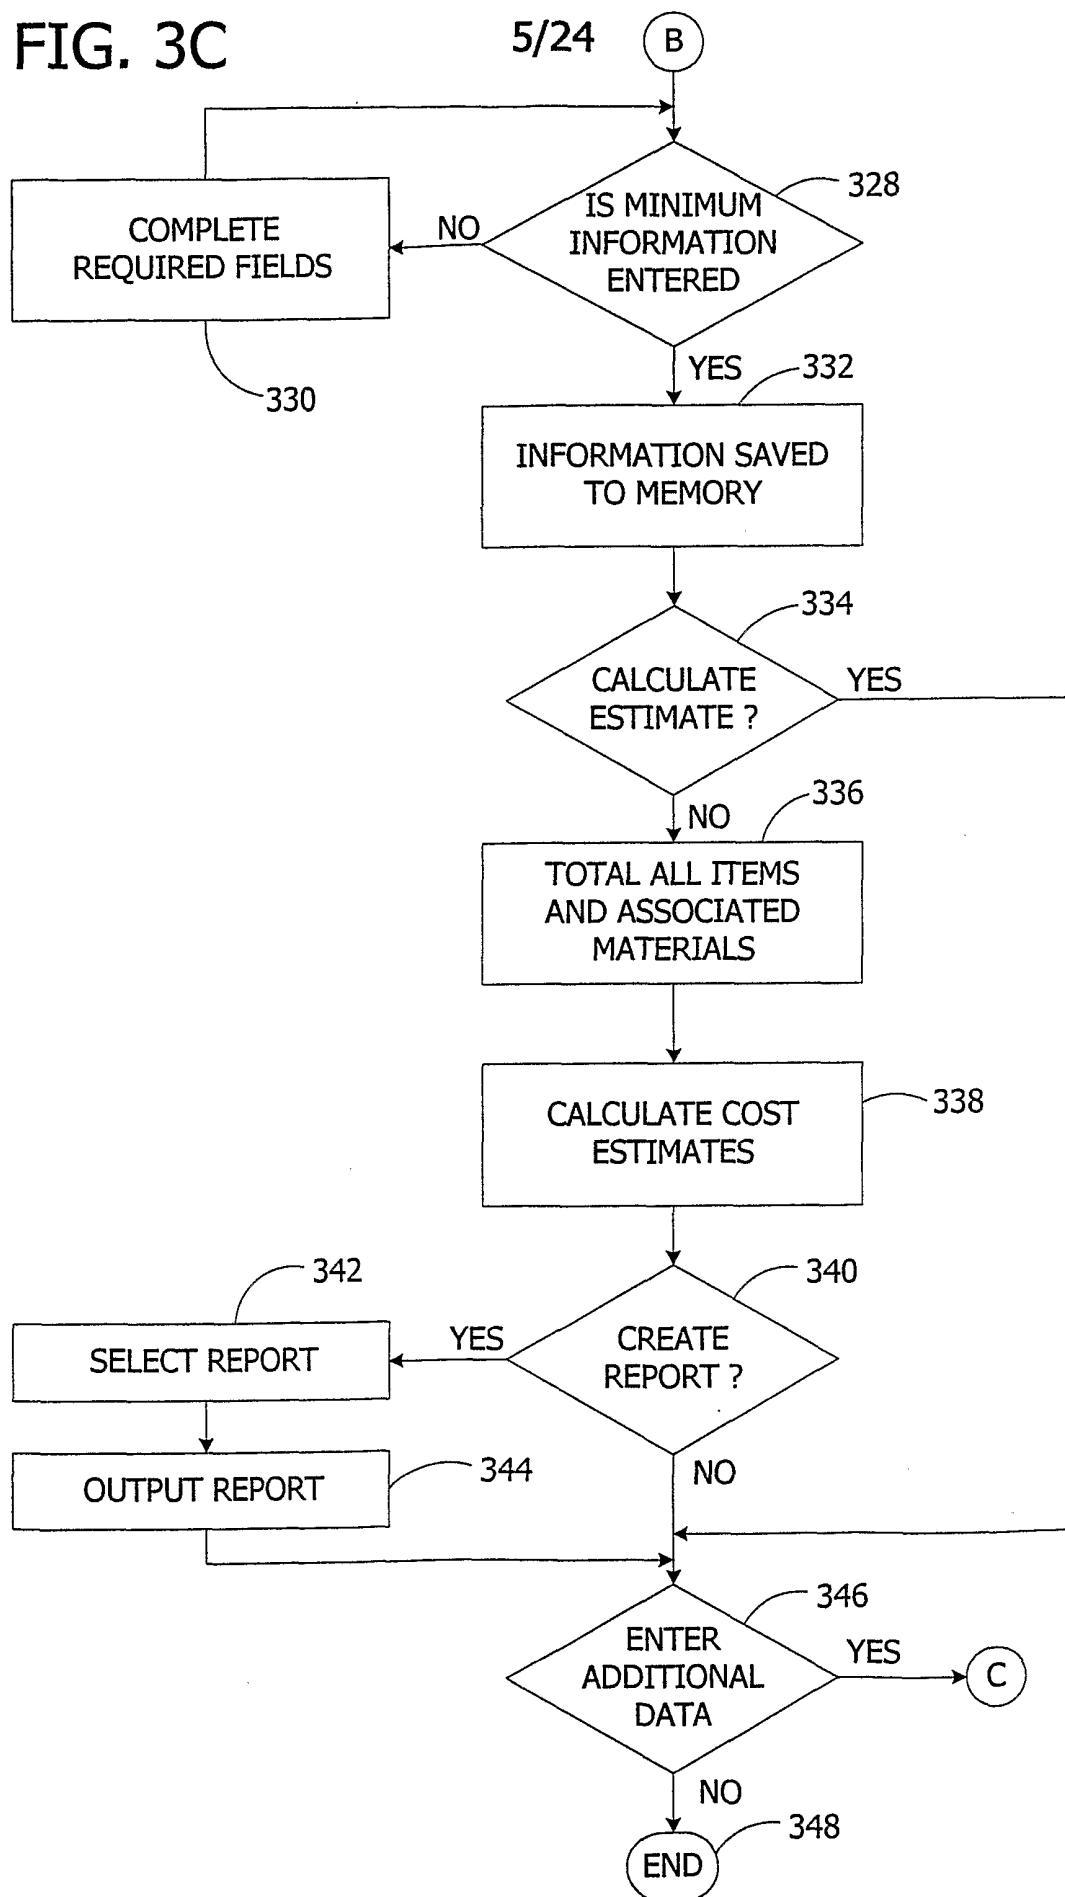 FIG. 3C
5/24
B
328
IS MINIMUM
INFORMATION
ENTERED
NO
COMPLETE
REQUIRED FIELDS
330
YES
332
INFORMATION SAVED
TO MEMORY
334
CALCULATE
ESTIMATE ?
YES
NO
336
TOTAL ALL ITEMS
AND ASSOCIATED
MATERIALS
338
CALCULATE COST
ESTIMATES
340
CREATE
REPORT ?
YES
342
SELECT REPORT
344
OUTPUT REPORT
NO
346
ENTER
ADDITIONAL
DATA
YES
C
NO
348
END